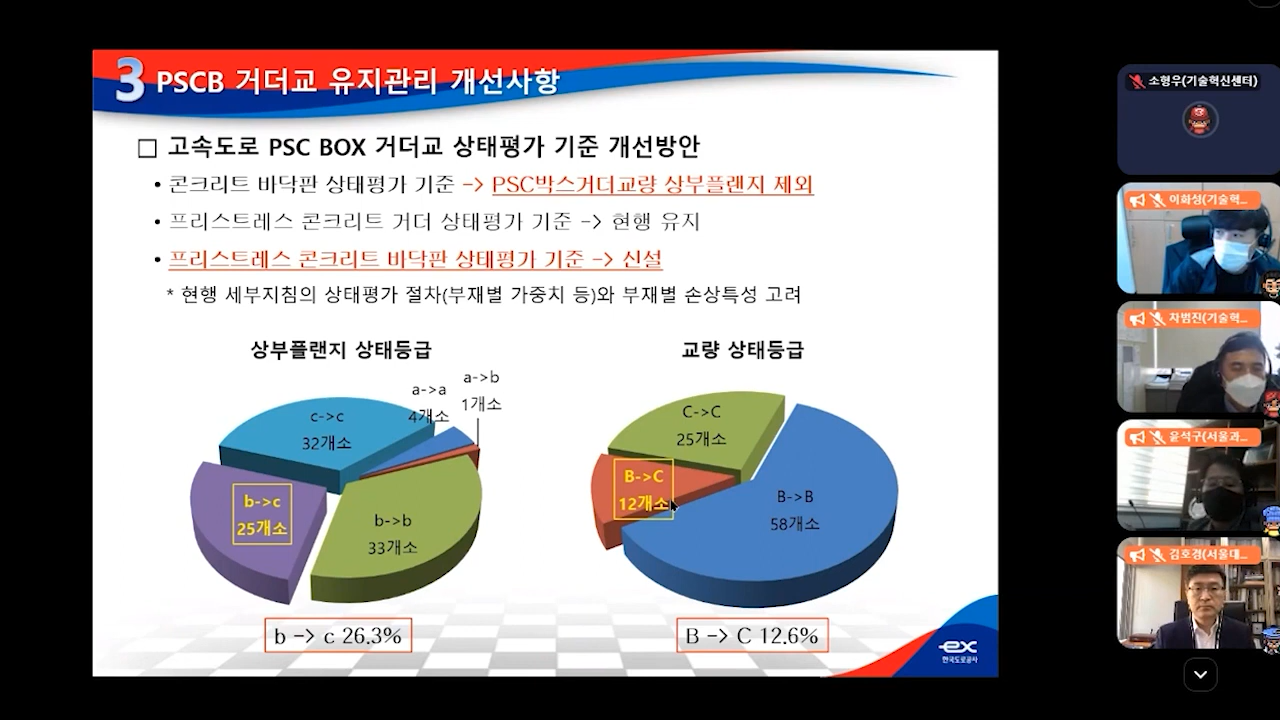 3 PSCB 거더교 유지관리 개선사항
□ 고속도로 PSC BOX 거더교 상태평가 기준 개선방안
• 콘크리트 바닥판 상태평가 기준 -> PSC박스거더교량 상부플랜지 제외
• 프리스트레스 콘크리트 거더 상태평가 기준 -> 현행 유지
• 프리스트레스 콘크리트 바닥판 상태평가 기준 -> 신설
* 현행 세부지침의 상태평가 절차(부재별 가중치 등)와 부재별 손상특성 고려
상부플랜지 상태등급
a->a
4개소
a->b
1개소
c->c
32개소
b->c
25개소
b->b
33개소
b -> c 26.3%
교량 상태등급
C->C
25개소
B->C
12개소
B->B
58개소
B -> C 12.6%
ex
한국도로공사
소형우(기술혁신센터)
이화성(기술혁...
차범진(기술혁...
윤석구(서울과...
김호경(서울대...